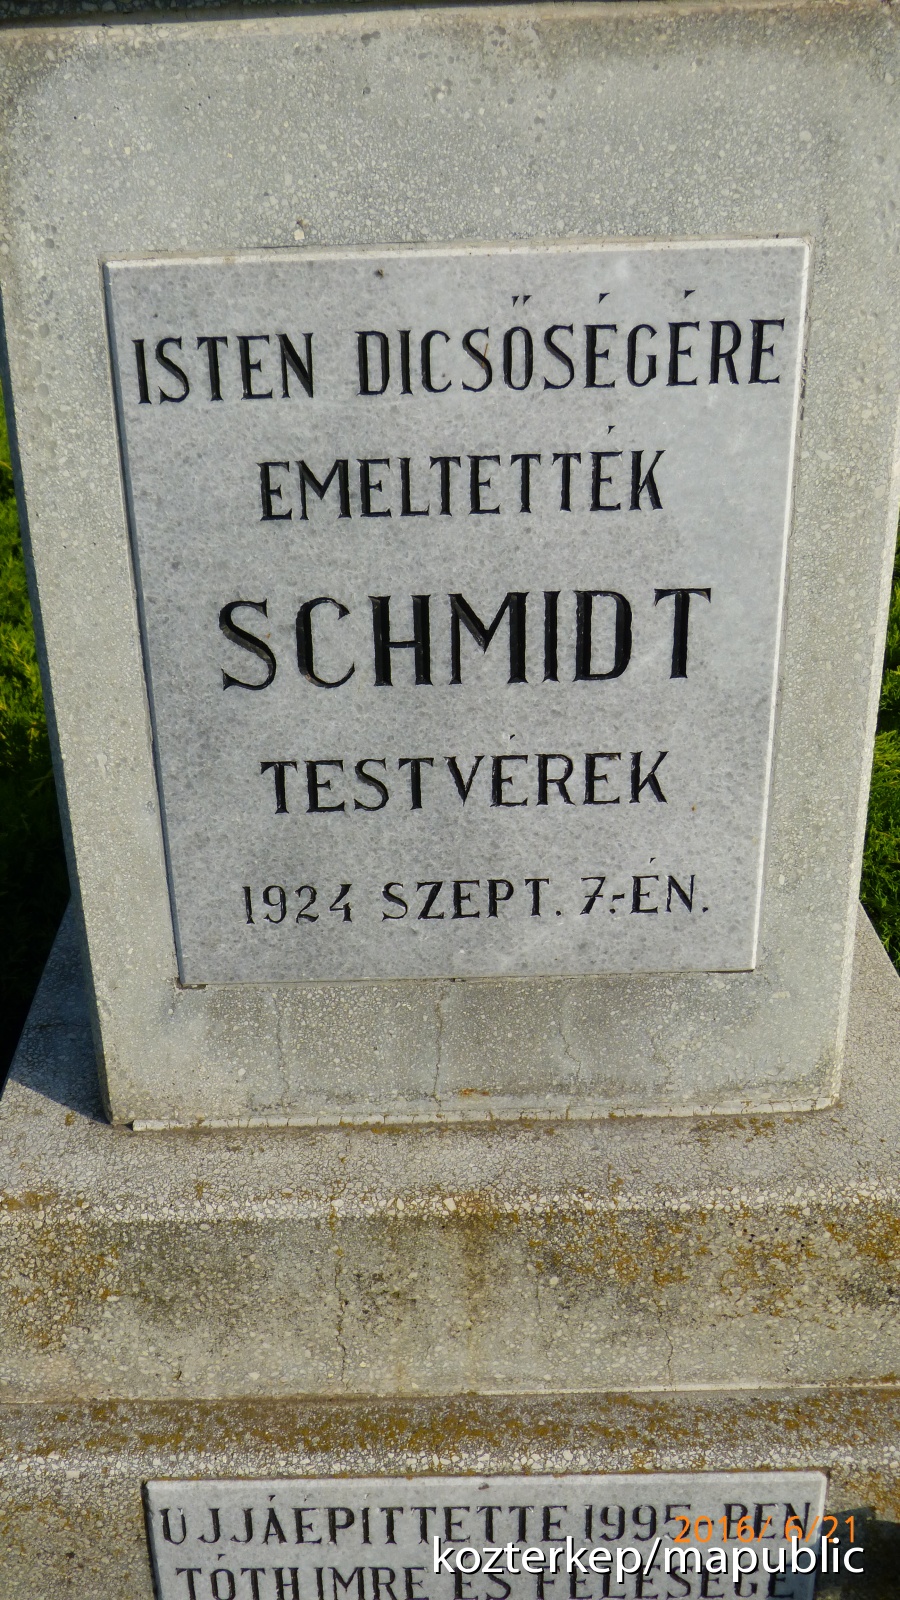 ISTEN DICSŐSÉGÉRE
EMELTETTÉK
SCHMIDT
TESTVÉREK
1924 SZEPT. 7.-ÉN.
UJJÁÉPITTETTE 1995-BEN
2016/ 6/21
kozterkep/mapublic
TÓTH IMRE ÉS FELESÉGE